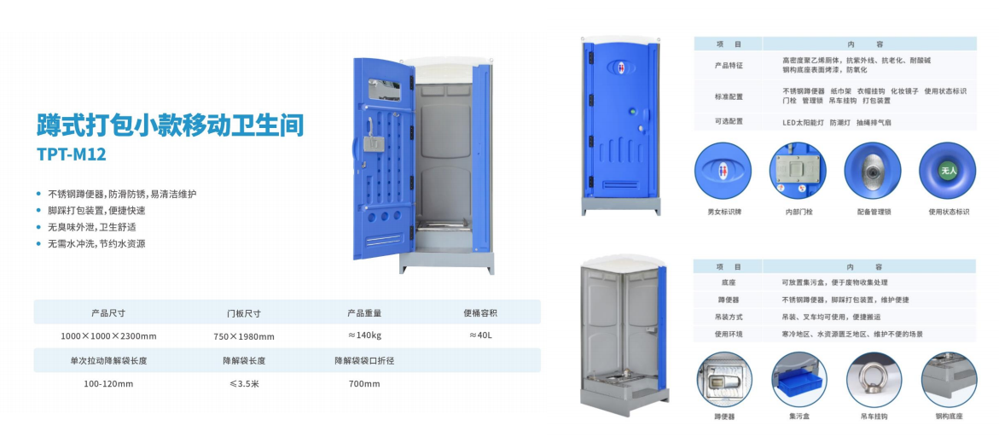 蹲式打包小款移动卫生间
TPT-M12
不锈钢蹲便器,防滑防锈,易清洁维护
脚踩打包装置,便捷快速
无臭味外泄,卫生舒适
无需水冲洗,节约水资源
产品尺寸 门板尺寸 产品重量 便桶容积
1000×1000×2300mm 750×1980mm ≈140kg ≈40L
单次拉动降解袋长度 降解袋长度 降解袋袋口折径
100-120mm ≤3.5米 700mm
项 目 内 容
产品特征 高密度聚乙烯厕体，抗紫外线、抗老化、耐酸碱
钢构底座表面烤漆，防氧化
标准配置 不锈钢蹲便器 纸巾架 衣帽挂钩 化妆镜子 使用状态标识
门栓 管理锁 吊车挂钩 打包装置
可选配置 LED太阳能灯 防潮灯 抽绳排气扇
无人
男女标识牌 内部门栓 配备管理锁 使用状态标识
项 目 内 容
底座 可放置集污盒，便于废物收集处理
蹲便器 不锈钢蹲便器，脚踩打包装置，维护便捷
吊装方式 吊装、叉车均可使用，便捷搬运
使用环境 寒冷地区、水资源匮乏地区、维护不便的场景
蹲便器 集污盒 吊车挂钩 钢构底座